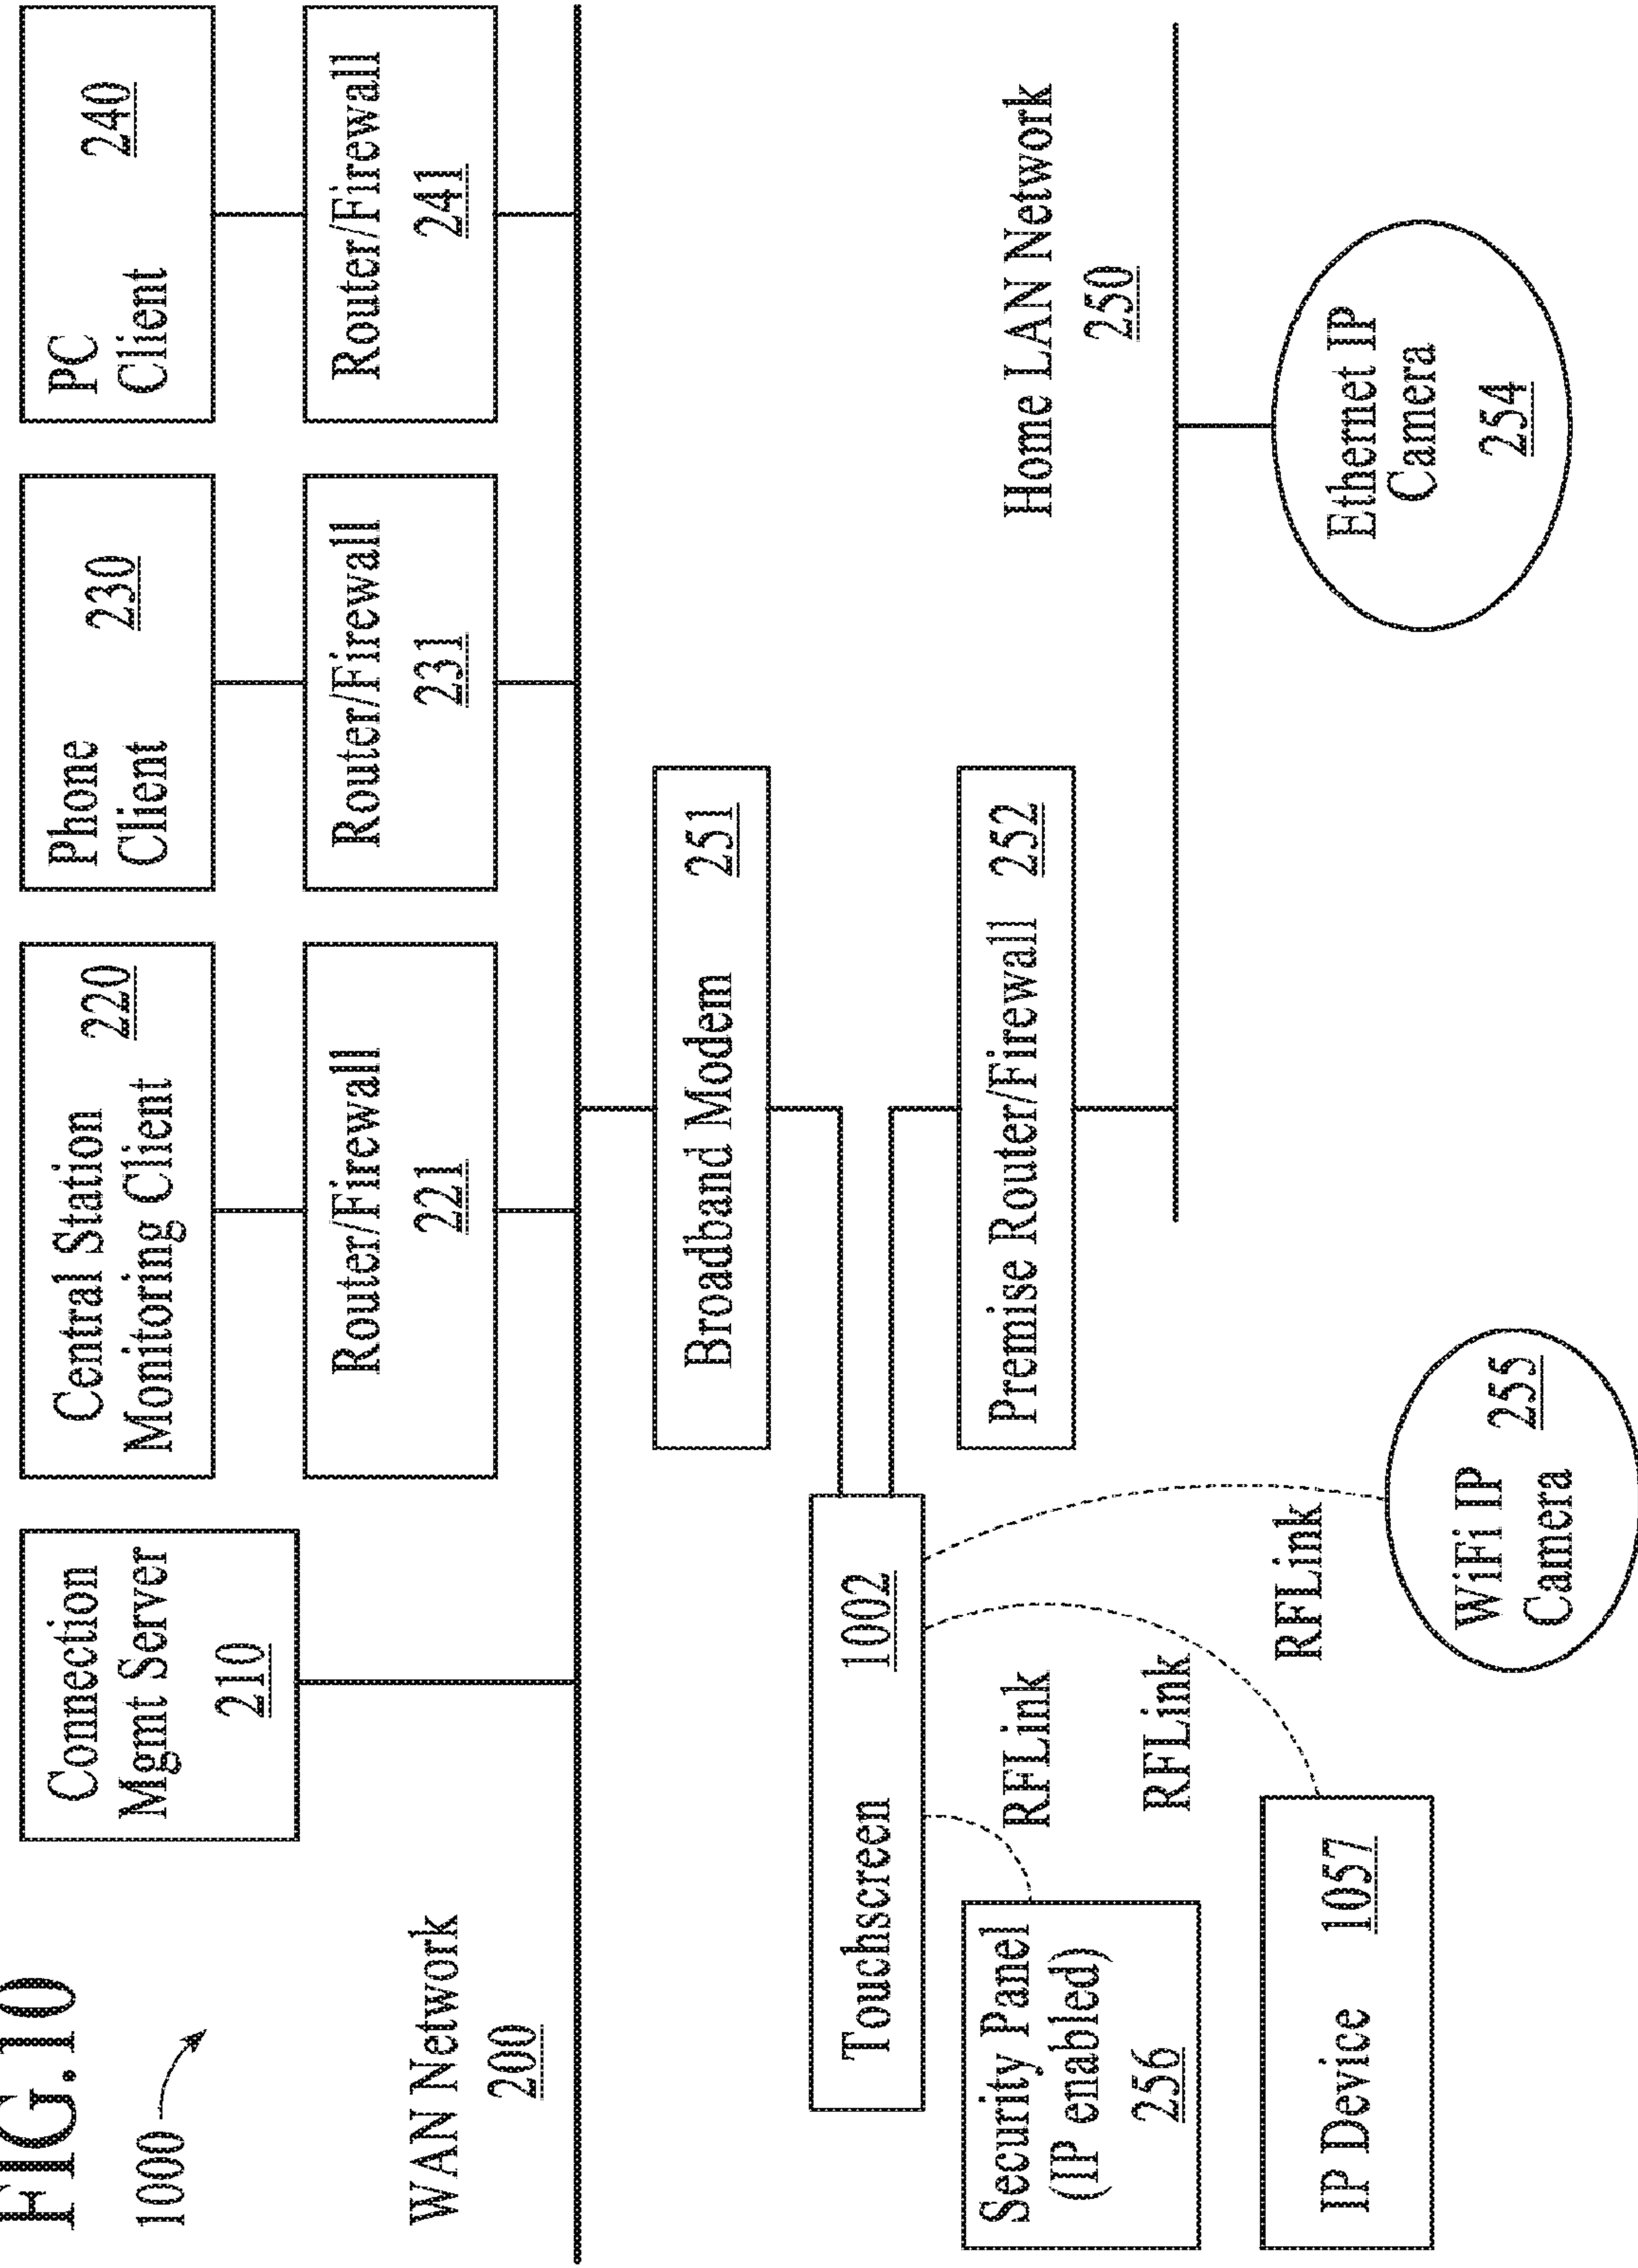 FIG.10
1000
Connection
Mgmt Server
210
Central Station
220
Monitoring Client
Phone
230
Client
PC
240
Client
Router/Firewall
221
Router/Firewall
231
Router/Firewall
241
WAN Network
200
Broadband Modem 251
Touchscreen 1002
Premise Router/Firewall 252
Home LAN Network
250
Security Panel
(IP enabled)
256
RFLink
RFLink
RFLink
IP Device 1057
WiFi IP
255
Camera
Ethernet IP
Camera
254